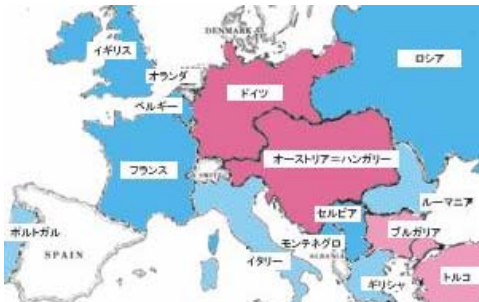 DENMARK
イギリス
オランダ
ロシア
ドイツ
ベルギー
オーストリア＝ハンガリー
フランス
ルーマニア
セルビア
ポルトガル
ブルガリア
モンテネグロ
SPAIN
ALBANIA
イタリー
ギリシャ
トルコ